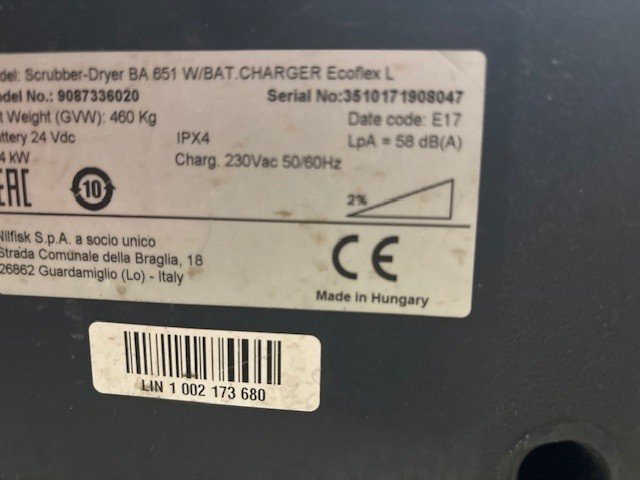 del: Scrubber-Dryer BA 651 W/BAT.CHARGER Ecoflex L
odel No.: 9087336020 Serial No:3510171908047
t Weight (GVW): 460 Kg Date code: E17
ttery 24 Vdc IPX4 LpA = 58 dB(A)
4 kW Charg. 230Vac 50/60Hz
EAC 10 2%
Nilfisk S.p.A. a socio unico
Strada Comunale della Braglia, 18
26862 Guardamiglio (Lo) - Italy
CE
Made in Hungary
LIN 1 002 173 680